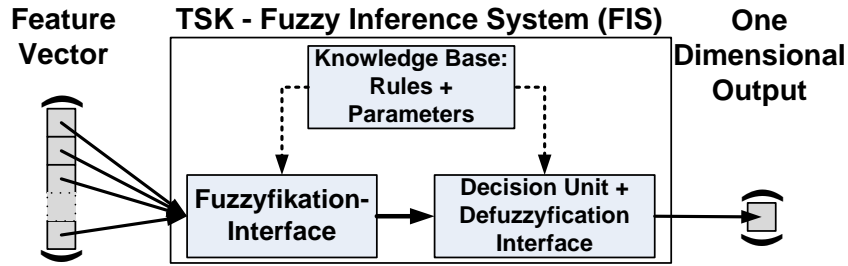 Feature
Vector
TSK - Fuzzy Inference System (FIS)
One
Dimensional
Output
Knowledge Base:
Rules +
Parameters
Fuzzyfikation-
Interface
Decision Unit +
Defuzzyfication
Interface